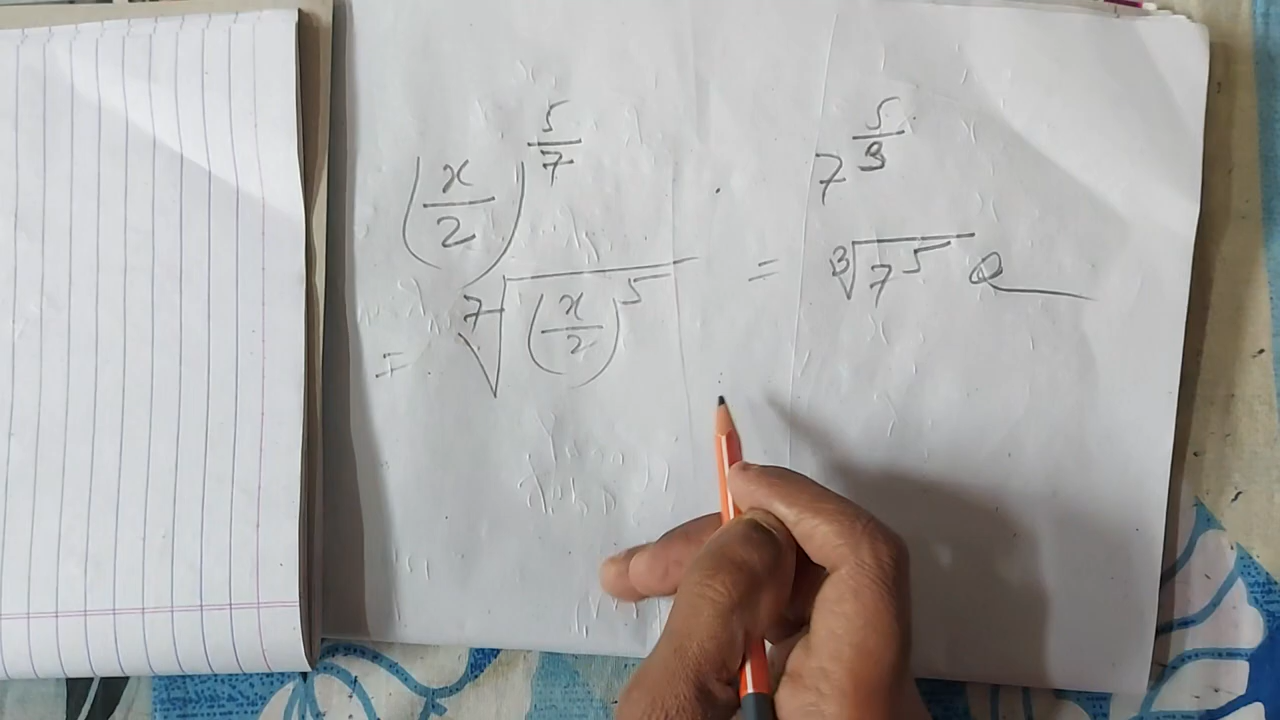 (x/2)^(5/7)
= ⁷√((x/2)^5)
7^(5/3)
= ³√(7^5)